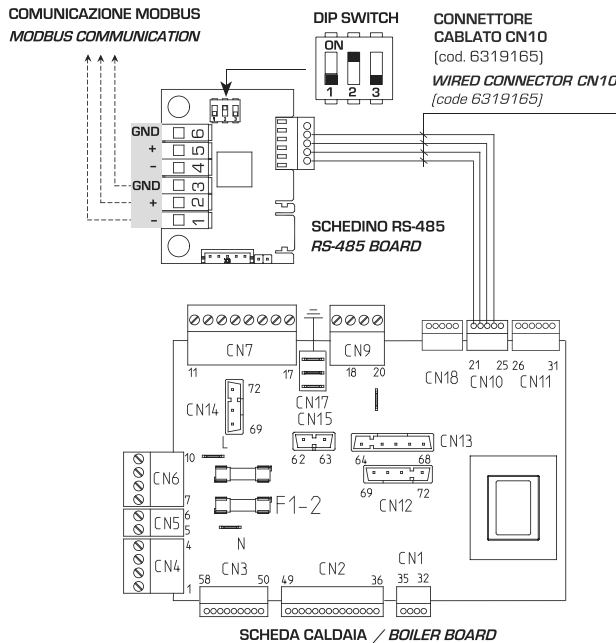 COMUNICAZIONE MODBUS
MODBUS COMMUNICATION
DIP SWITCH
ON
1 2 3
CONNETTORE
CABLATO CN10
(cod. 6319165)
WIRED CONNECTOR CN10
(code 6319165)
1 2 3
GND 6
+ 5
- 4
GND 3
+ 2
- 1
SCHEDINO RS-485
RS-485 BOARD
CN7
11 17
CN9
18 20
CN18
21 25
CN10
26 31
CN11
CN17
CN14
72
69
CN15
62 63
CN13
64 68
69 72
CN12
L
F1-2
N
10
CN6
7
6
CN5
5
4
CN4
1
58 50
CN3
49 36
CN2
CN1
35 32
SCHEDA CALDAIA / BOILER BOARD